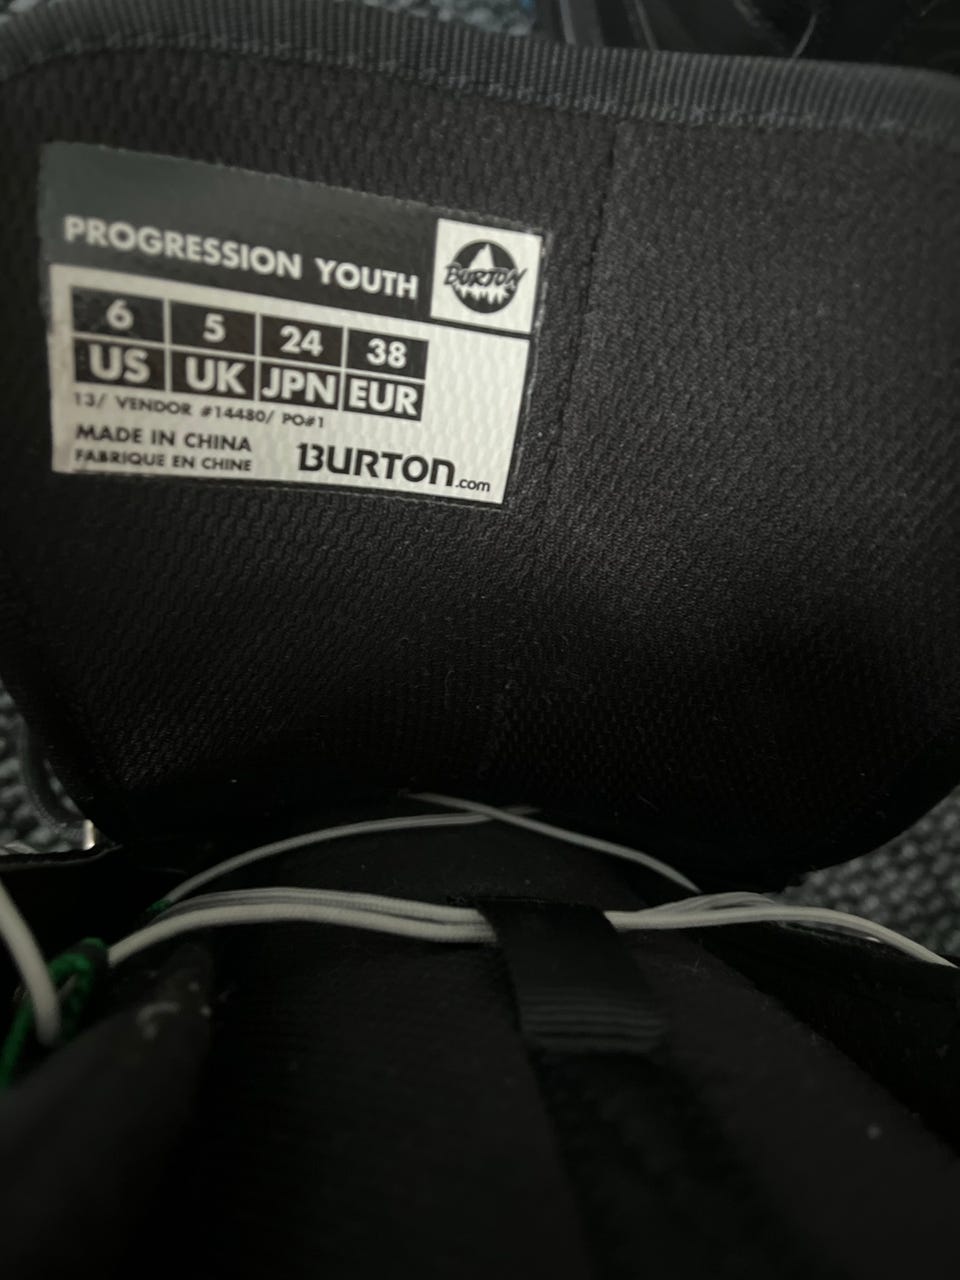 PROGRESSION YOUTH
BURTON
6 5 24 38
US UK JPN EUR
13/ VENDOR #14480/ PO#1
MADE IN CHINA
FABRIQUE EN CHINE
BURTON.com